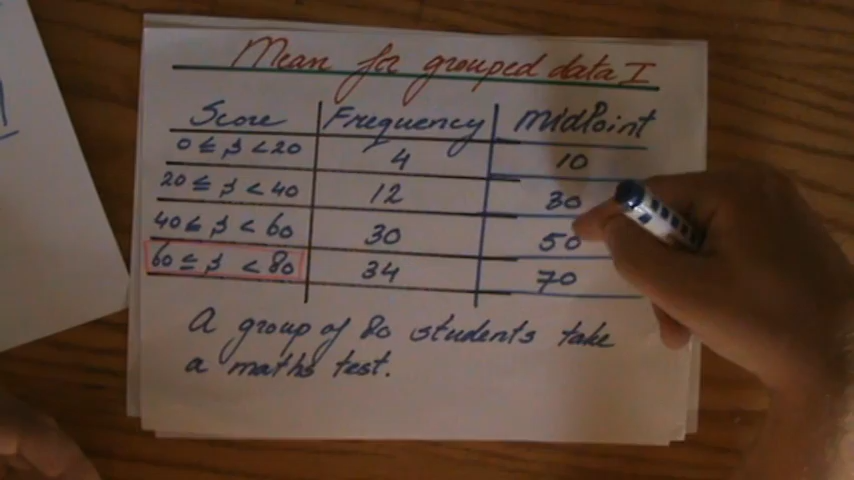 Mean for grouped data I
Score Frequency midpoint
0 ≤ s < 20 4 10
20 ≤ s < 40 12 30
40 ≤ s < 60 30 50
60 ≤ s < 80 34 70
A group of 80 students take
a maths test.